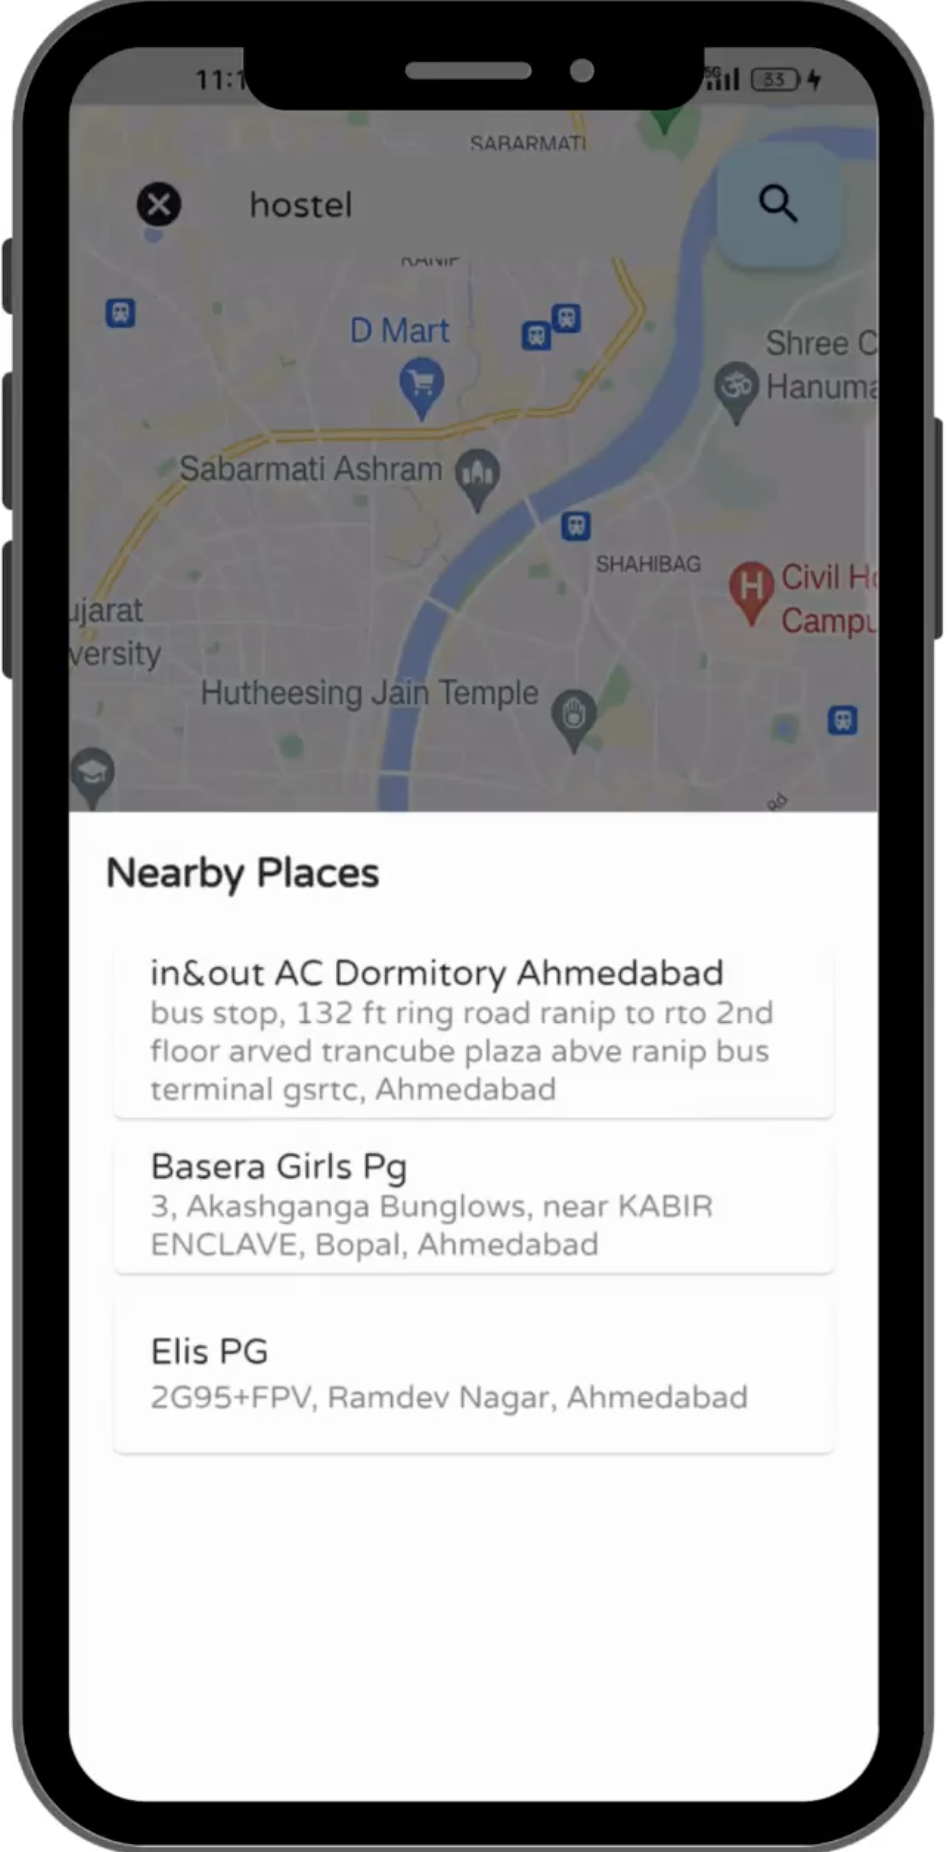 33
SABARMATI
hostel
RANIP
D Mart
Shree
Hanuma
Sabarmati Ashram
SHAHIBAG
H
Civil
Campu
ujarat
versity
Hutheesing Jain Temple
Rd
Nearby Places
in&out AC Dormitory Ahmedabad
bus stop, 132 ft ring road ranip to rto 2nd
floor arved trancube plaza abve ranip bus
terminal gsrtc, Ahmedabad
Basera Girls Pg
3, Akashganga Bunglows, near KABIR
ENCLAVE, Bopal, Ahmedabad
Elis PG
2G95+FPV, Ramdev Nagar, Ahmedabad